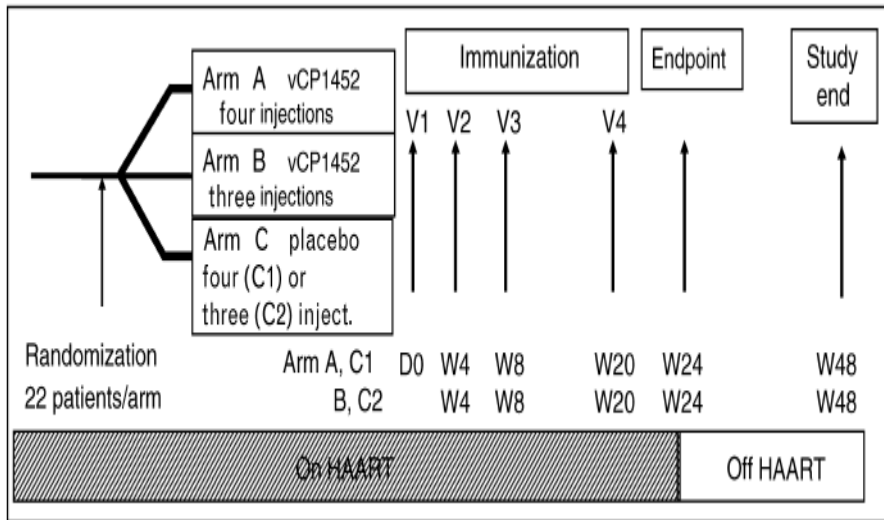 Arm A vCP1452
four injections
Arm B vCP1452
three injections
Arm C placebo
four (C1) or
three (C2) inject.
Immunization
Endpoint
Study
end
V1 V2 V3 V4
Randomization
22 patients/arm
Arm A, C1 D0 W4 W8 W20 W24 W48
B, C2 W4 W8 W20 W24 W48
On HAART
Off HAART